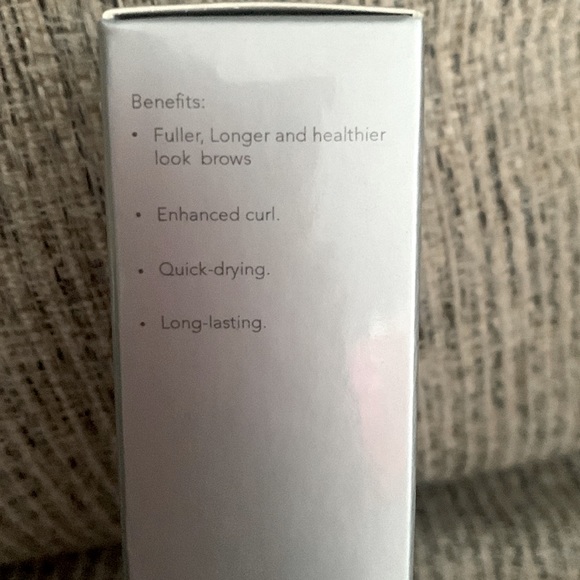 Benefits:
• Fuller, Longer and healthier
look brows
• Enhanced curl.
• Quick-drying.
• Long-lasting.